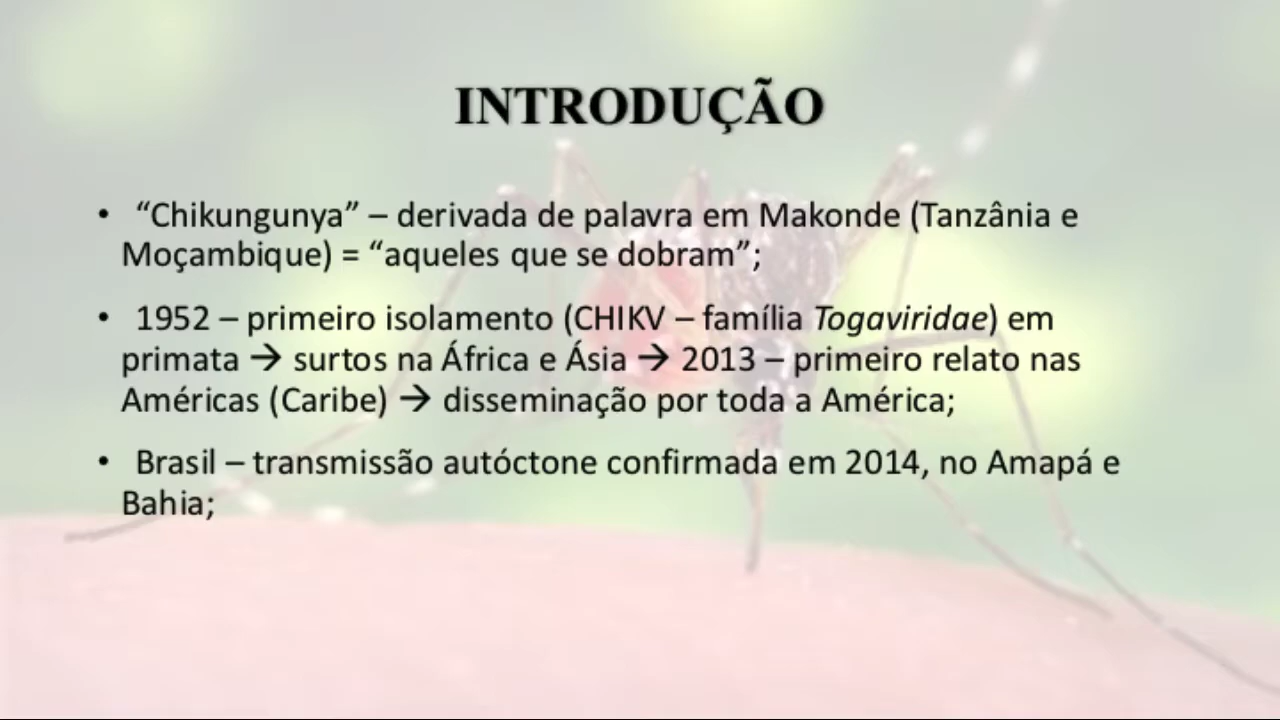 INTRODUÇÃO
• “Chikungunya” – derivada de palavra em Makonde (Tanzânia e
Moçambique) = “aqueles que se dobram”;
• 1952 – primeiro isolamento (CHIKV – família Togaviridae) em
primata → surtos na África e Ásia → 2013 – primeiro relato nas
Américas (Caribe) → disseminação por toda a América;
• Brasil – transmissão autóctone confirmada em 2014, no Amapá e
Bahia;